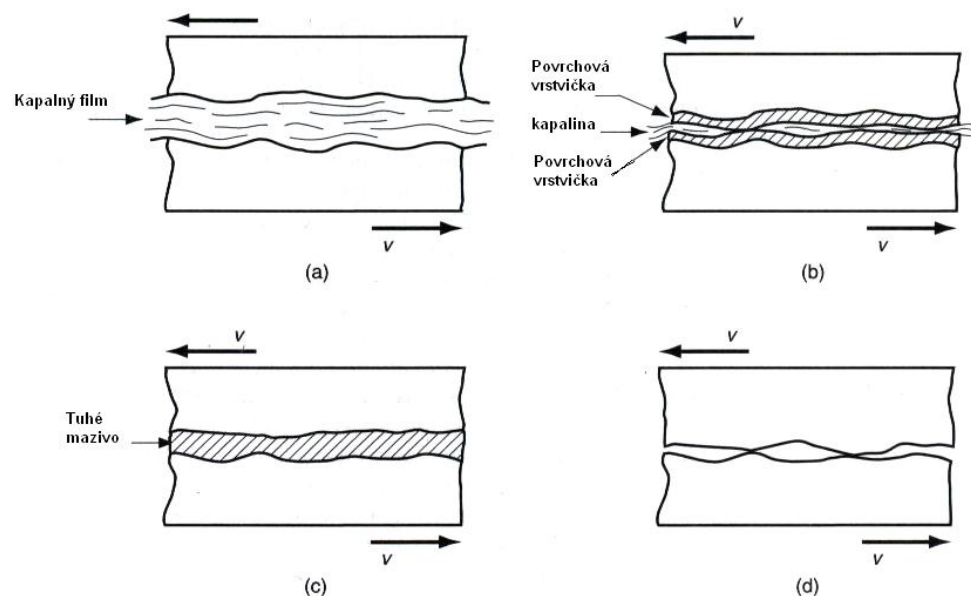 Kapalný film
v
(a)
v
Povrchová
vrstvička
kapalina
Povrchová
vrstvička
v
(b)
v
Tuhé
mazivo
v
(c)
v
v
(d)